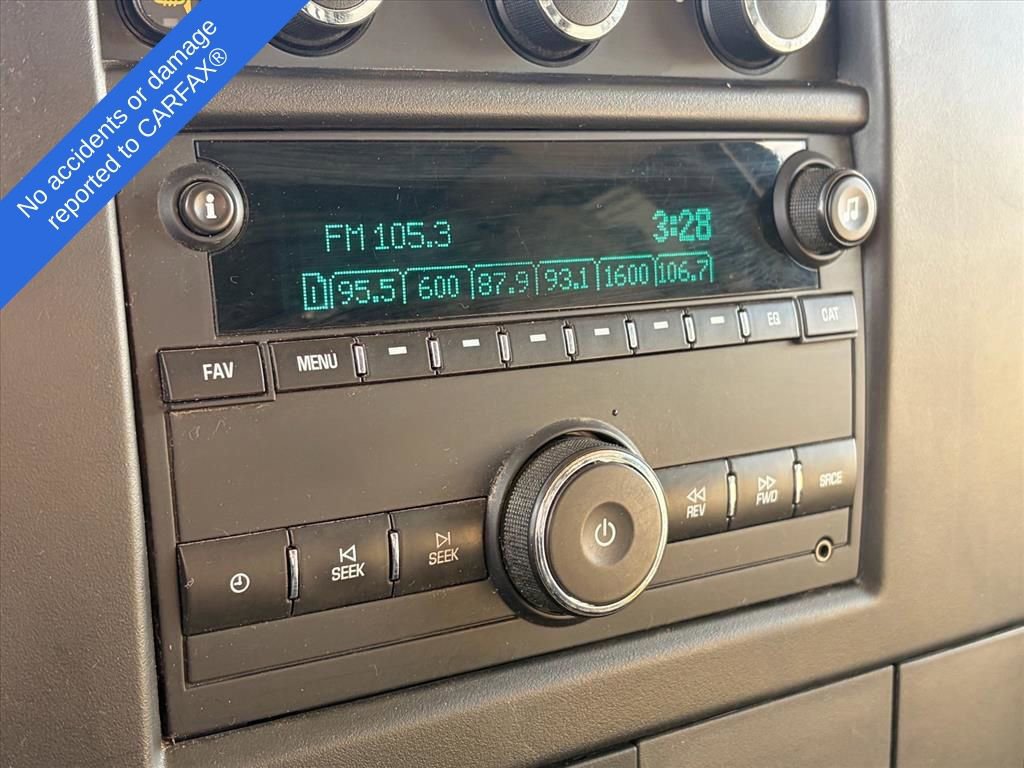 No accidents or damage
reported to CARFAX®
i
FM 105.3 3:28
D 95.5 600 87.9 93.1 1600 106.7
FAV MENU EQ CAT
REV FWD SRCE
SEEK SEEK